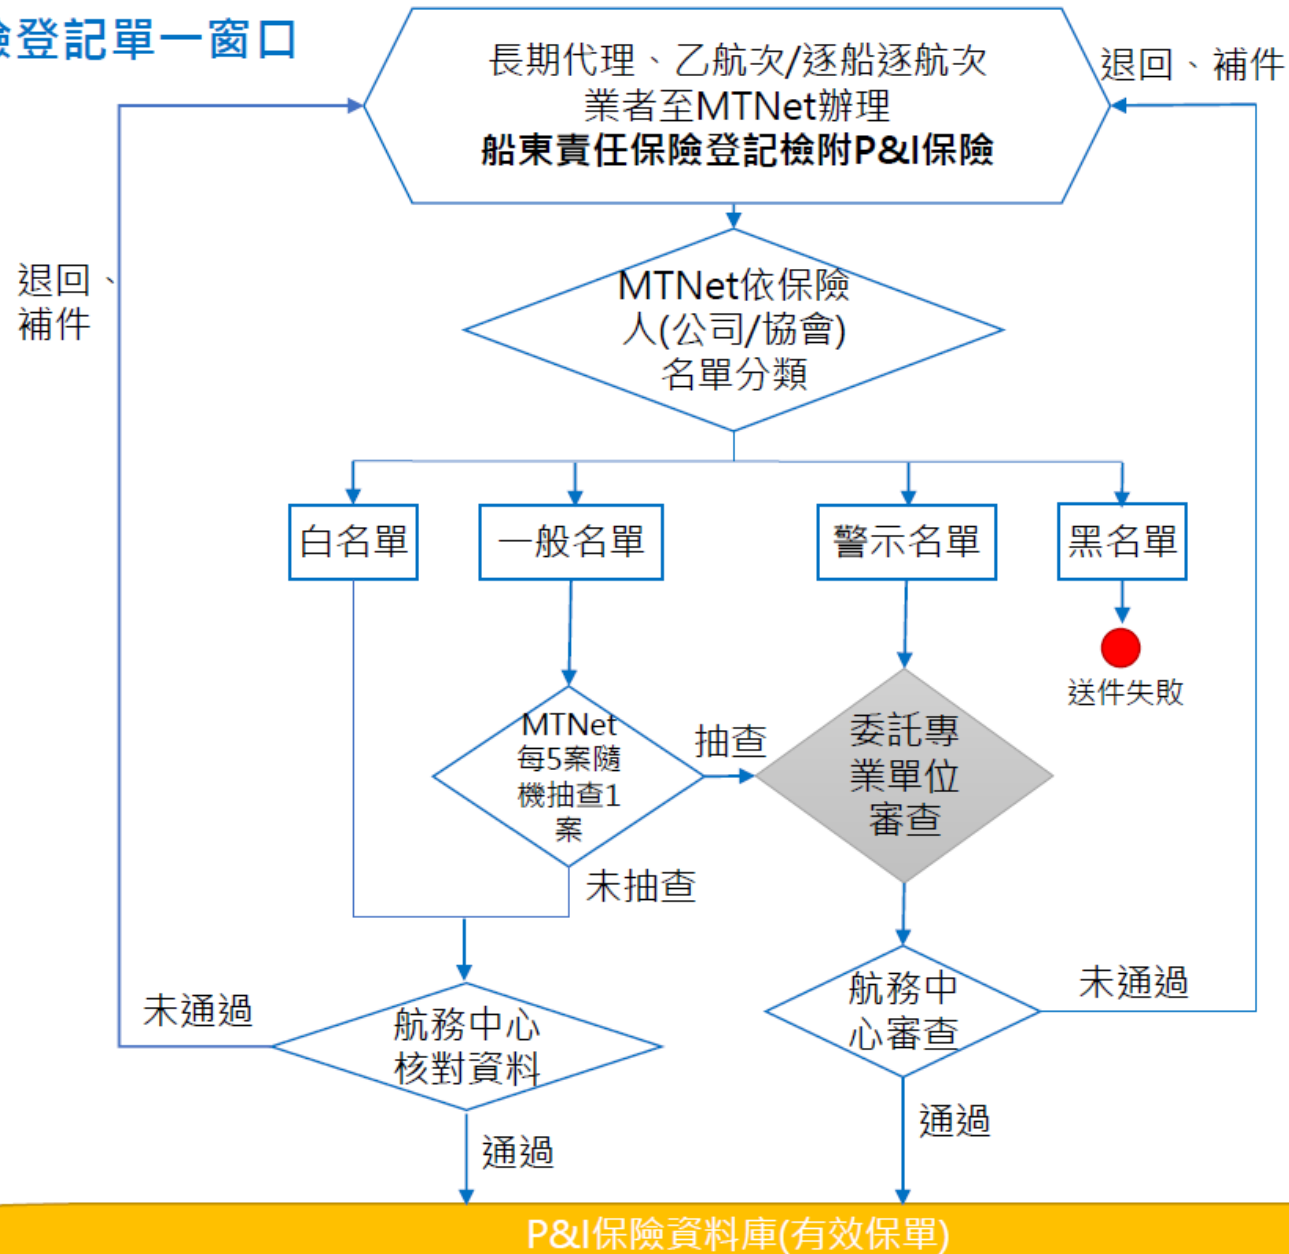 登記單一窗口
長期代理、乙航次/逐船逐航次
業者至MTNet辦理
船東責任保險登記檢附P&I保險
退回、補件
退回、
補件
MTNet依保險
人(公司/協會)
名單分類
白名單
一般名單
警示名單
黑名單
送件失敗
MTNet
每5案隨
機抽查1
案
抽查
委託專
業單位
審查
未抽查
未通過
航務中心
核對資料
航務中
心審查
未通過
通過
通過
P&I保險資料庫(有效保單)